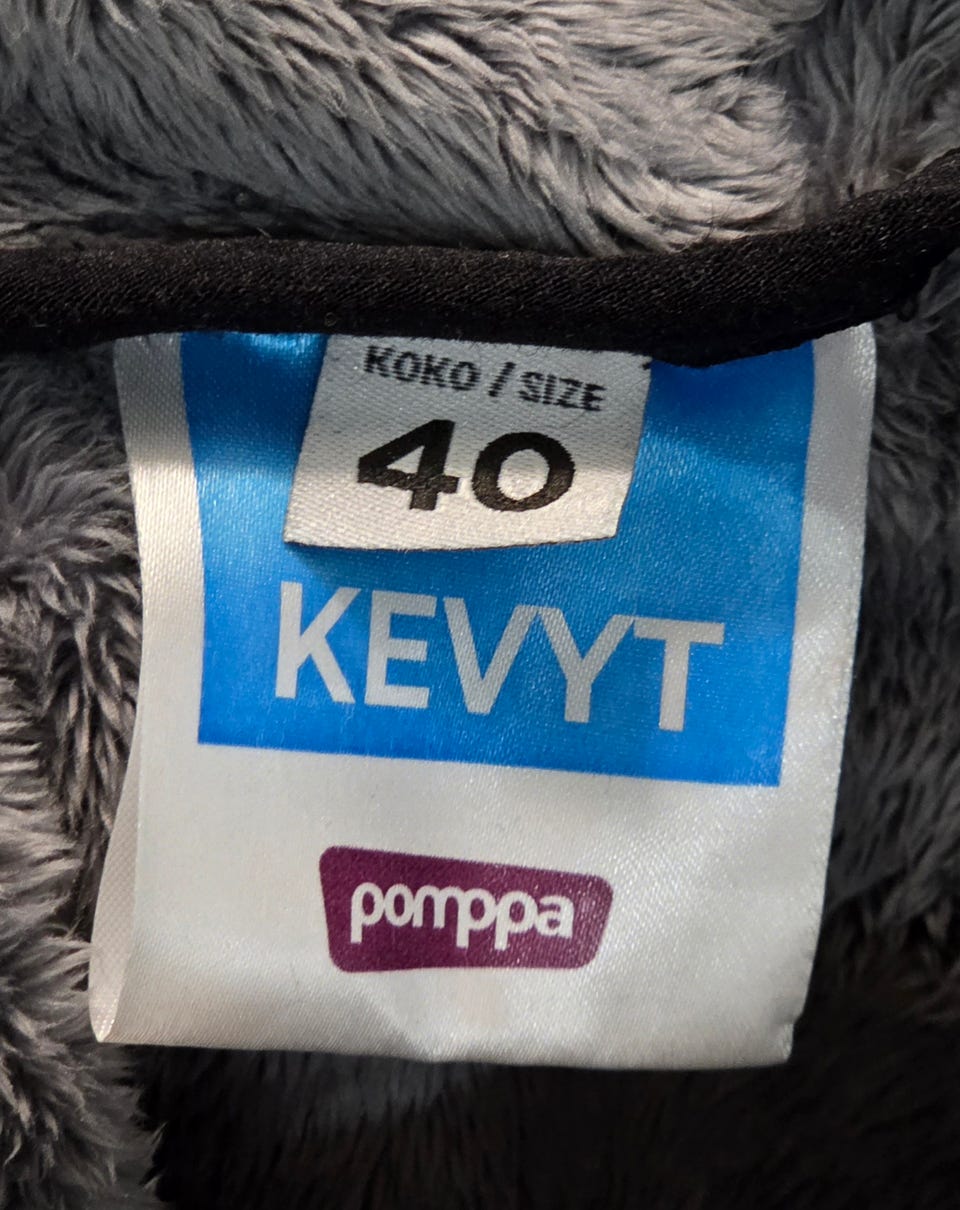 KOKO / SIZE
40
KEVYT
pomppa